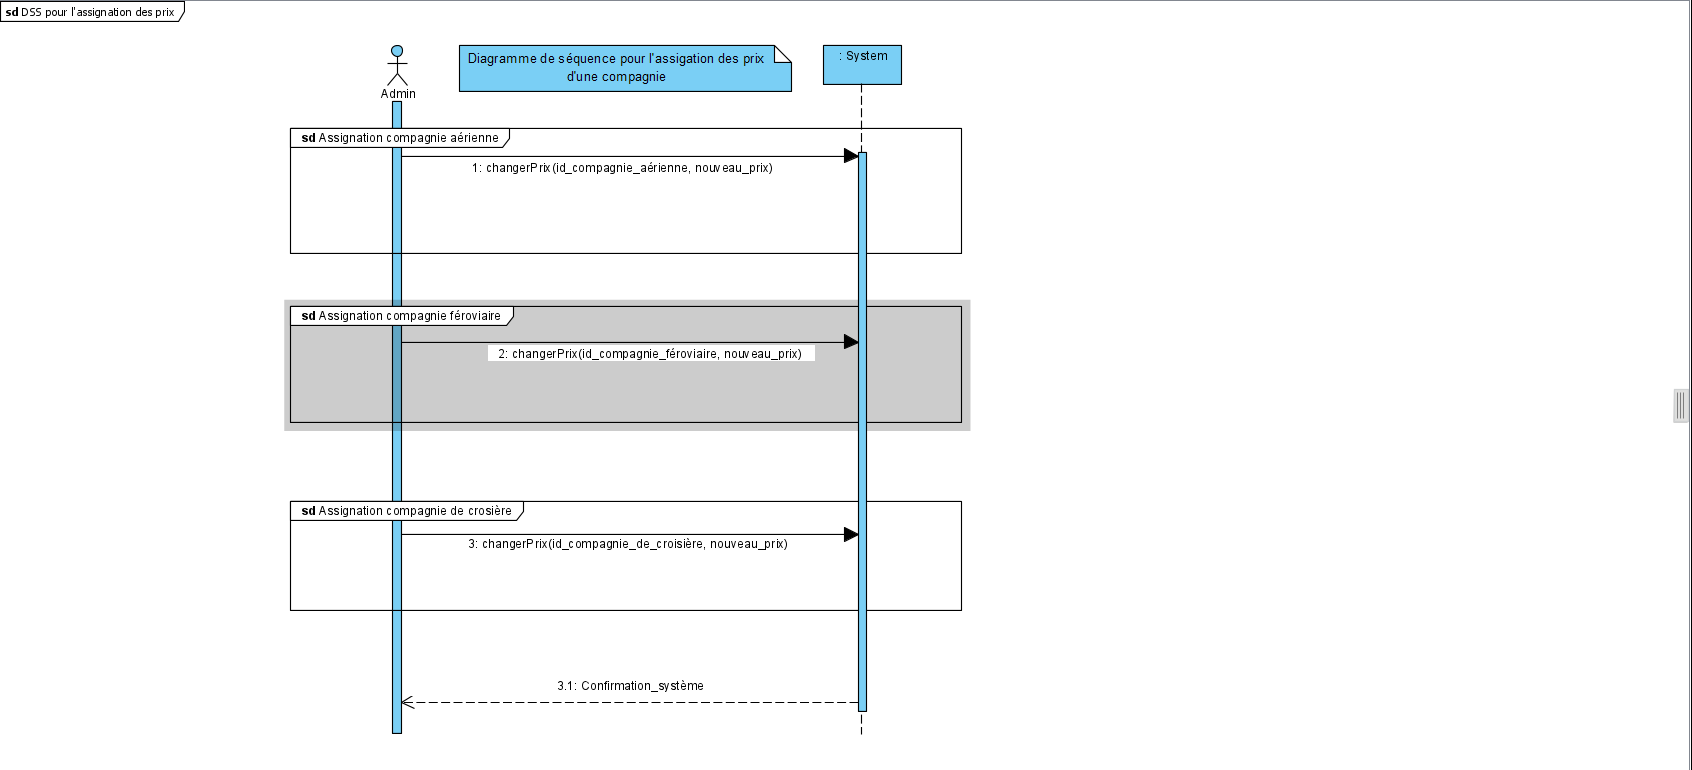 sd DSS pour l'assignation des prix
Diagramme de séquence pour l'assigation des prix
d'une compagnie
: System
Admin
sd Assignation compagnie aérienne
1: changerPrix(id_compagnie_aérienne, nouveau_prix)
sd Assignation compagnie féroviaire
2: changerPrix(id_compagnie_féroviaire, nouveau_prix)
sd Assignation compagnie de crosière
3: changerPrix(id_compagnie_de_croisière, nouveau_prix)
3.1: Confirmation_système